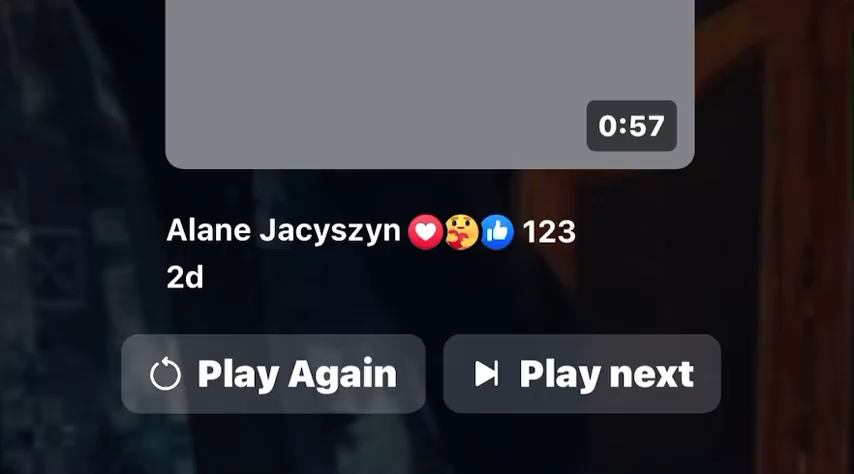 0:57
Alane Jacyszyn ❤️🤗👍 123
2d
Play Again
Play next